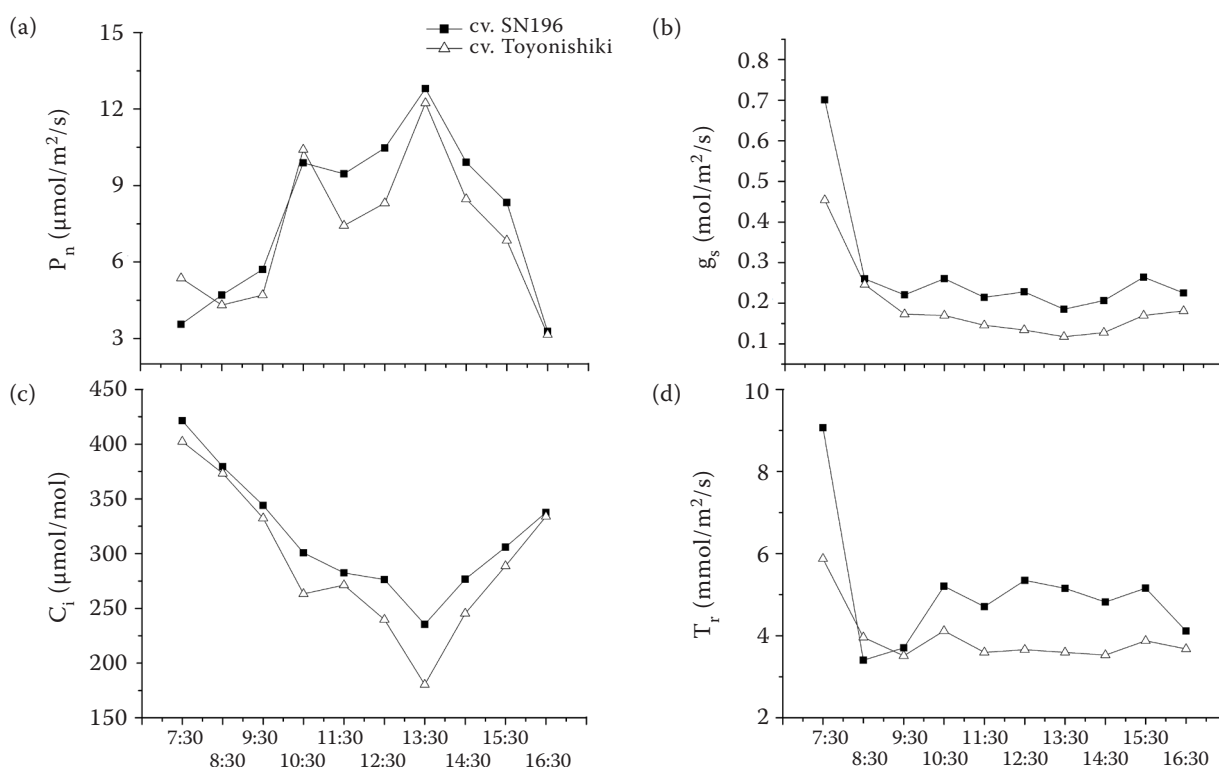 (a)
15
12
9
6
3
Pₙ (μmol/m²/s)
cv. SN196
cv. Toyonishiki
(b)
0.8
0.7
0.6
0.5
0.4
0.3
0.2
0.1
gₛ (mol/m²/s)
(c)
450
400
350
300
250
200
150
Cᵢ (μmol/mol)
7:30 9:30 11:30 13:30 15:30
8:30 10:30 12:30 14:30 16:30
(d)
10
8
6
4
2
Tᵣ (mmol/m²/s)
7:30 9:30 11:30 13:30 15:30
8:30 10:30 12:30 14:30 16:30